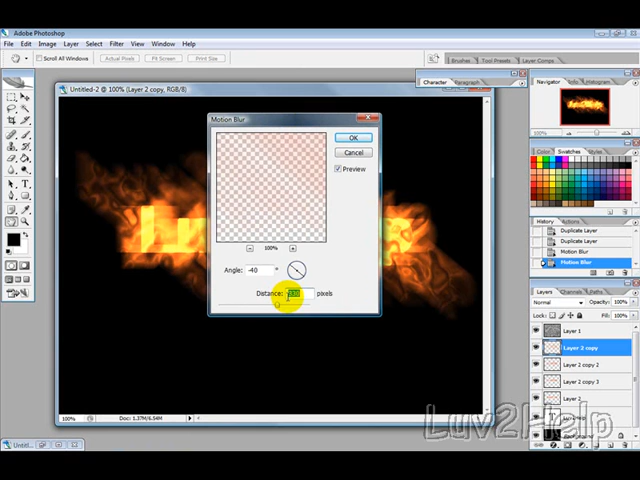 Adobe Photoshop
File Edit Image Layer Select Filter View Window Help
Scroll All Windows Actual Pixels Fit Screen Print Size
Brushes Tool Presets Layer Comps
Character Paragraph
Navigator Info Histogram
Untitled-2 @ 100% (Layer 2 copy, RGB/8)
100%
Motion Blur
OK
Cancel
Preview
100%
Angle: -40 °
Distance: pixels
Color Swatches Styles
History Actions
Duplicate Layer
Duplicate Layer
Motion Blur
Motion Blur
Layers Channels Paths
Normal Opacity: 100%
Lock: Fill: 100%
Layer 1
Layer 2 copy
Layer 2 copy 2
Layer 2 copy 3
Layer 2
Background
100% Doc: 1.37M/6.54M
Luv2Help
Untitl...